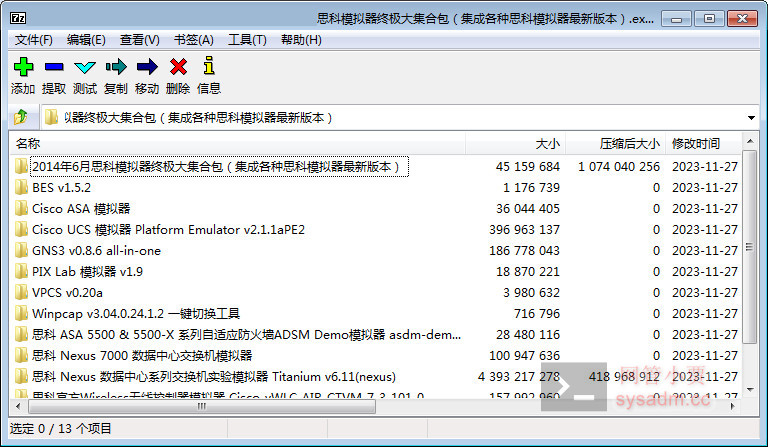 思科模拟器终极大集合包（集成各种思科模拟器最新版本）.ex...
文件(F) 编辑(E) 查看(V) 书签(A) 工具(T) 帮助(H)
添加 提取 测试 复制 移动 删除 信息
以器终极大集合包（集成各种思科模拟器最新版本）
名称 大小 压缩后大小 修改时间
2014年6月思科模拟器终极大集合包（集成各种思科模拟器最新版本） 45 159 684 1 074 040 256 2023-11-27
BES v1.5.2 1 176 739 0 2023-11-27
Cisco ASA 模拟器 36 044 405 0 2023-11-27
Cisco UCS 模拟器 Platform Emulator v2.1.1aPE2 396 963 137 0 2023-11-27
GNS3 v0.8.6 all-in-one 186 778 043 0 2023-11-27
PIX Lab 模拟器 v1.9 18 870 221 0 2023-11-27
VPCS v0.20a 3 980 632 0 2023-11-27
Winpcap v3.04.0.24.1.2 一键切换工具 716 796 0 2023-11-27
思科 ASA 5500 & 5500-X 系列自适应防火墙ADSM Demo模拟器 asdm-dem... 28 480 116 0 2023-11-27
思科 Nexus 7000 数据中心交换机模拟器 100 947 636 0 2023-11-27
思科 Nexus 数据中心系列交换机实验模拟器 Titanium v6.11(nexus) 4 393 217 278 418 968 912 2023-11-27
思科官方Wireless无线控制器模拟器 Cisco vWLC AIR_CTVM_7_3_101_0 157 992 960 0 2023-11-27
网管小贾
sysadm.cc
选定 0 / 13 个项目